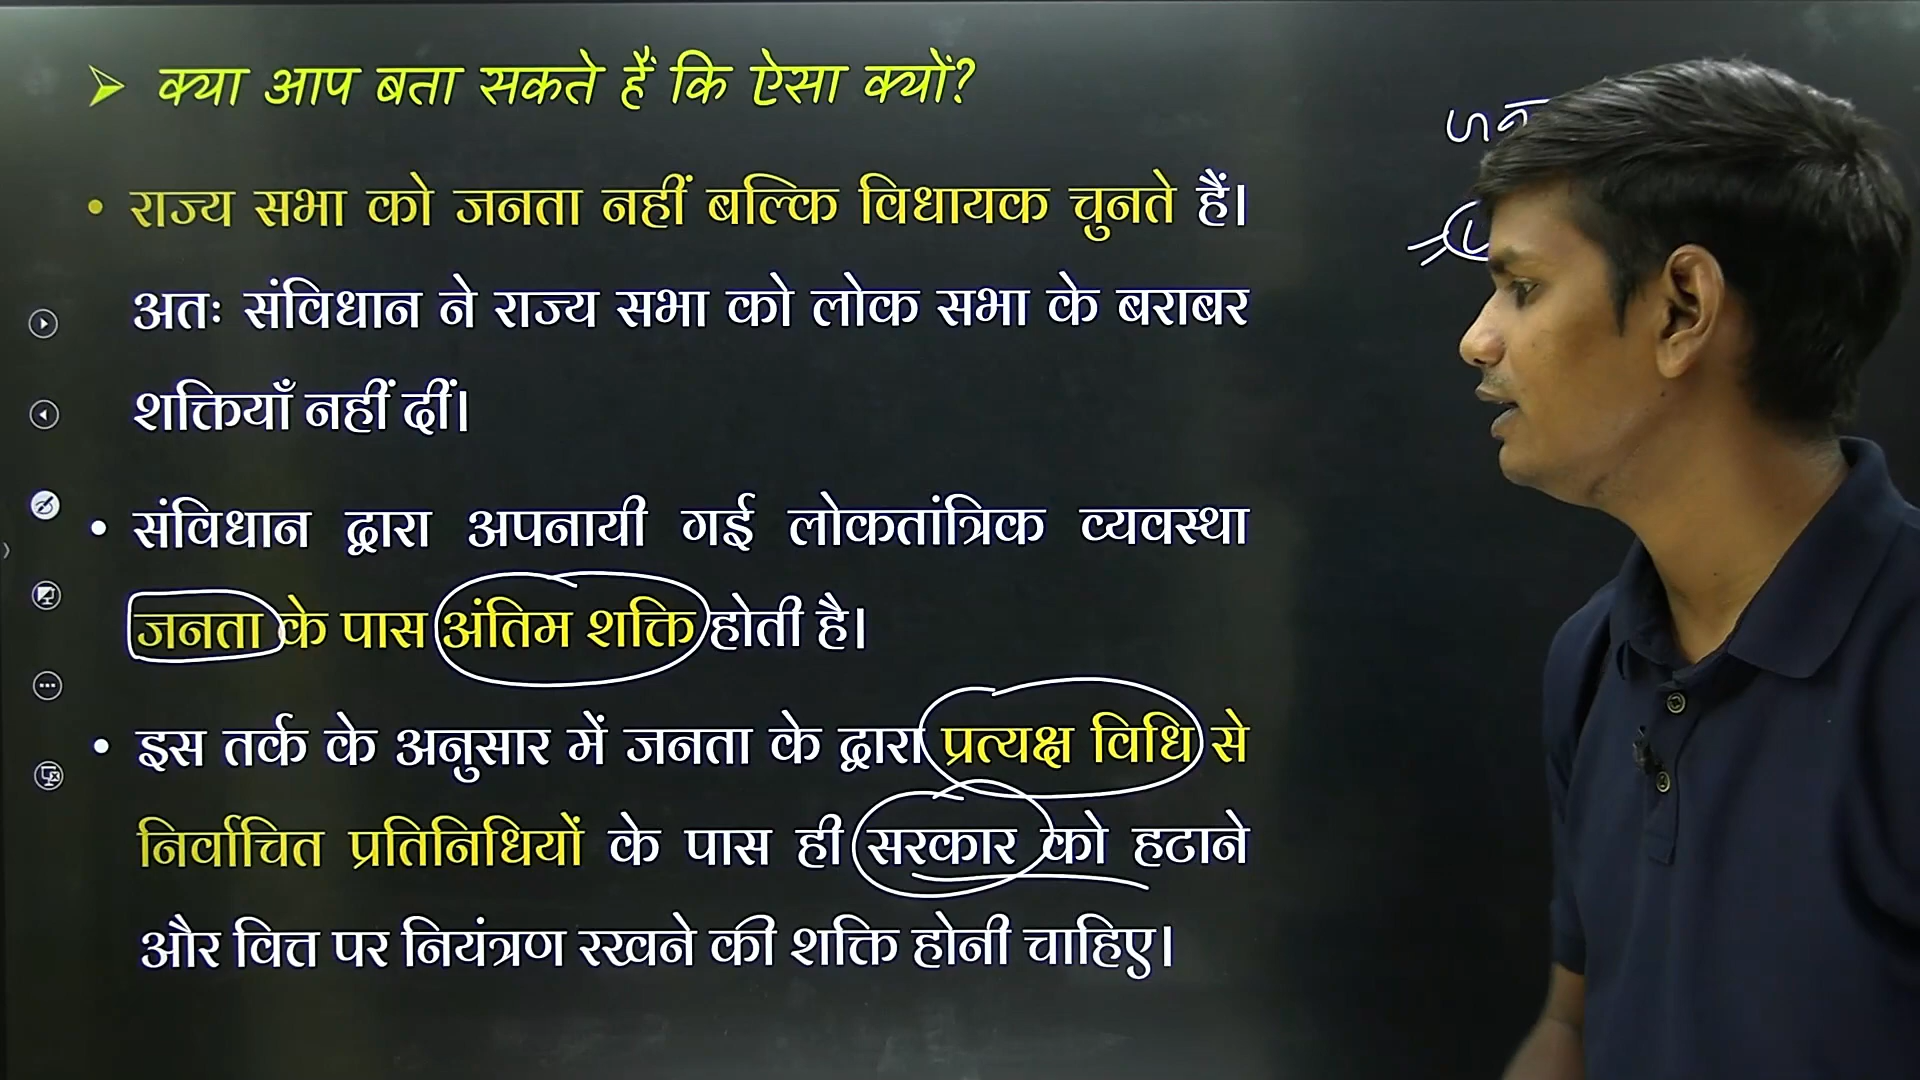 क्या आप बता सकते हैं कि ऐसा क्यों?
राज्य सभा को जनता नहीं बल्कि विधायक चुनते हैं।
अतः संविधान ने राज्य सभा को लोक सभा के बराबर
शक्तियाँ नहीं दीं।
संविधान द्वारा अपनायी गई लोकतांत्रिक व्यवस्था
जनता के पास अंतिम शक्ति होती है।
इस तर्क के अनुसार में जनता के द्वारा प्रत्यक्ष विधि से
निर्वाचित प्रतिनिधियों के पास ही सरकार को हटाने
और वित्त पर नियंत्रण रखने की शक्ति होनी चाहिए।